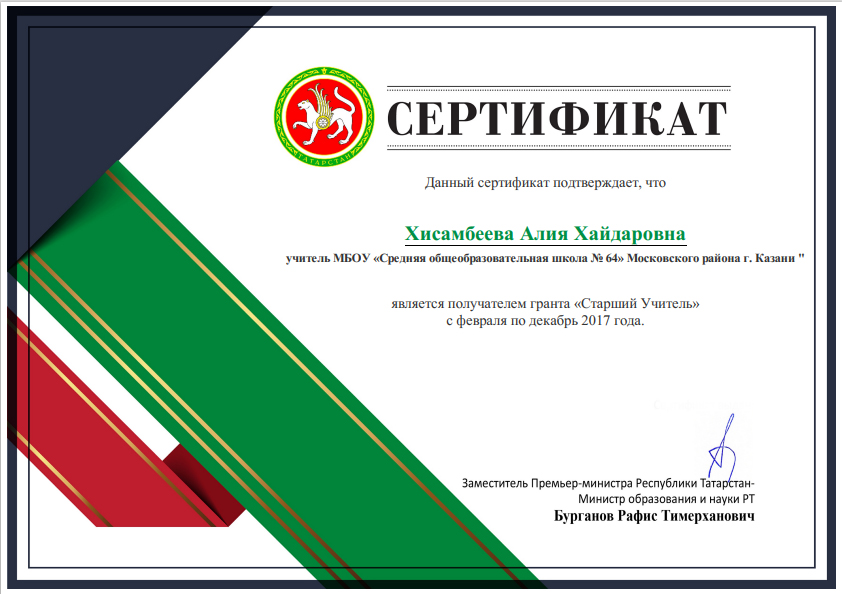 ТАТАРСТАН
СЕРТИФИКАТ
Данный сертификат подтверждает, что
Хисамбеева Алия Хайдаровна
учитель МБОУ «Средняя общеобразовательная школа № 64» Московского района г. Казани "
является получателем гранта «Старший Учитель»
с февраля по декабрь 2017 года.
Заместитель Премьер-министра Республики Татарстан-
Министр образования и науки РТ
Бурганов Рафис Тимерханович